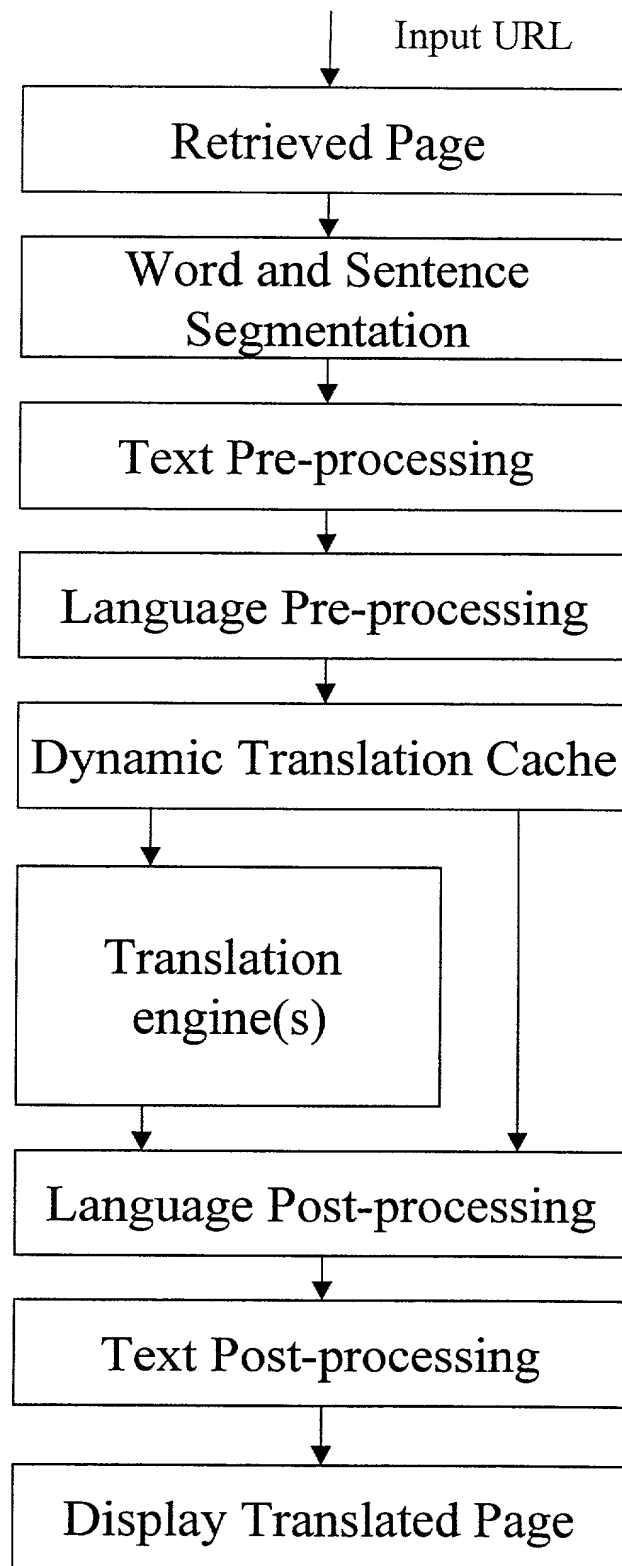 Input URL
Retrieved Page
Word and Sentence
Segmentation
Text Pre-processing
Language Pre-processing
Dynamic Translation Cache
Translation
engine(s)
Language Post-processing
Text Post-processing
Display Translated Page